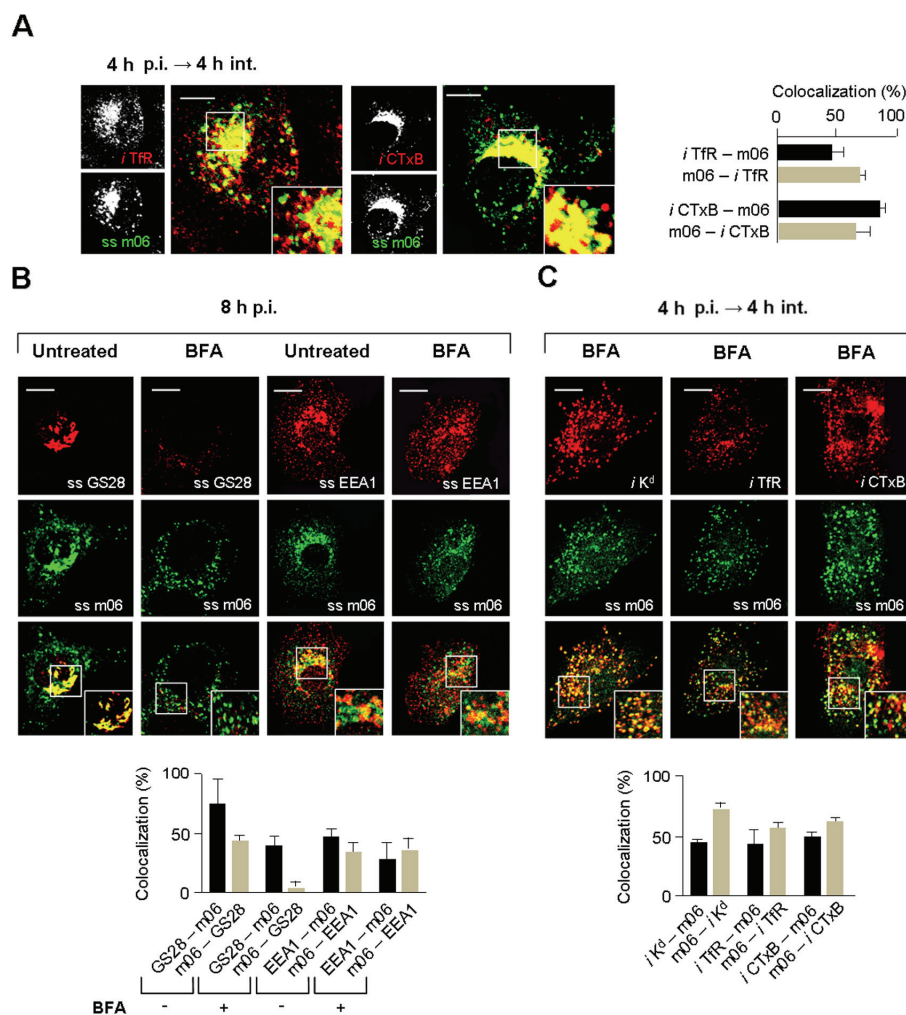 A
4 h p.i. → 4 h int.
i TfR
ss m06
i CTxB
ss m06
Colocalization (%)
0 50 100
i TfR – m06
m06 – i TfR
i CTxB – m06
m06 – i CTxB
B
8 h p.i.
Untreated BFA Untreated BFA
ss GS28 ss GS28 ss EEA1 ss EEA1
ss m06 ss m06 ss m06 ss m06
Colocalization (%)
100
50
0
GS28 – m06
m06 – GS28
GS28 – m06
m06 – GS28
EEA1 – m06
m06 – EEA1
EEA1 – m06
m06 – EEA1
BFA - + - +
C
4 h p.i. → 4 h int.
BFA BFA BFA
i Kᵈ i TfR i CTxB
ss m06 ss m06 ss m06
Colocalization (%)
100
50
0
i Kᵈ – m06
m06 – i Kᵈ
i TfR – m06
m06 – i TfR
i CTxB – m06
m06 – i CTxB